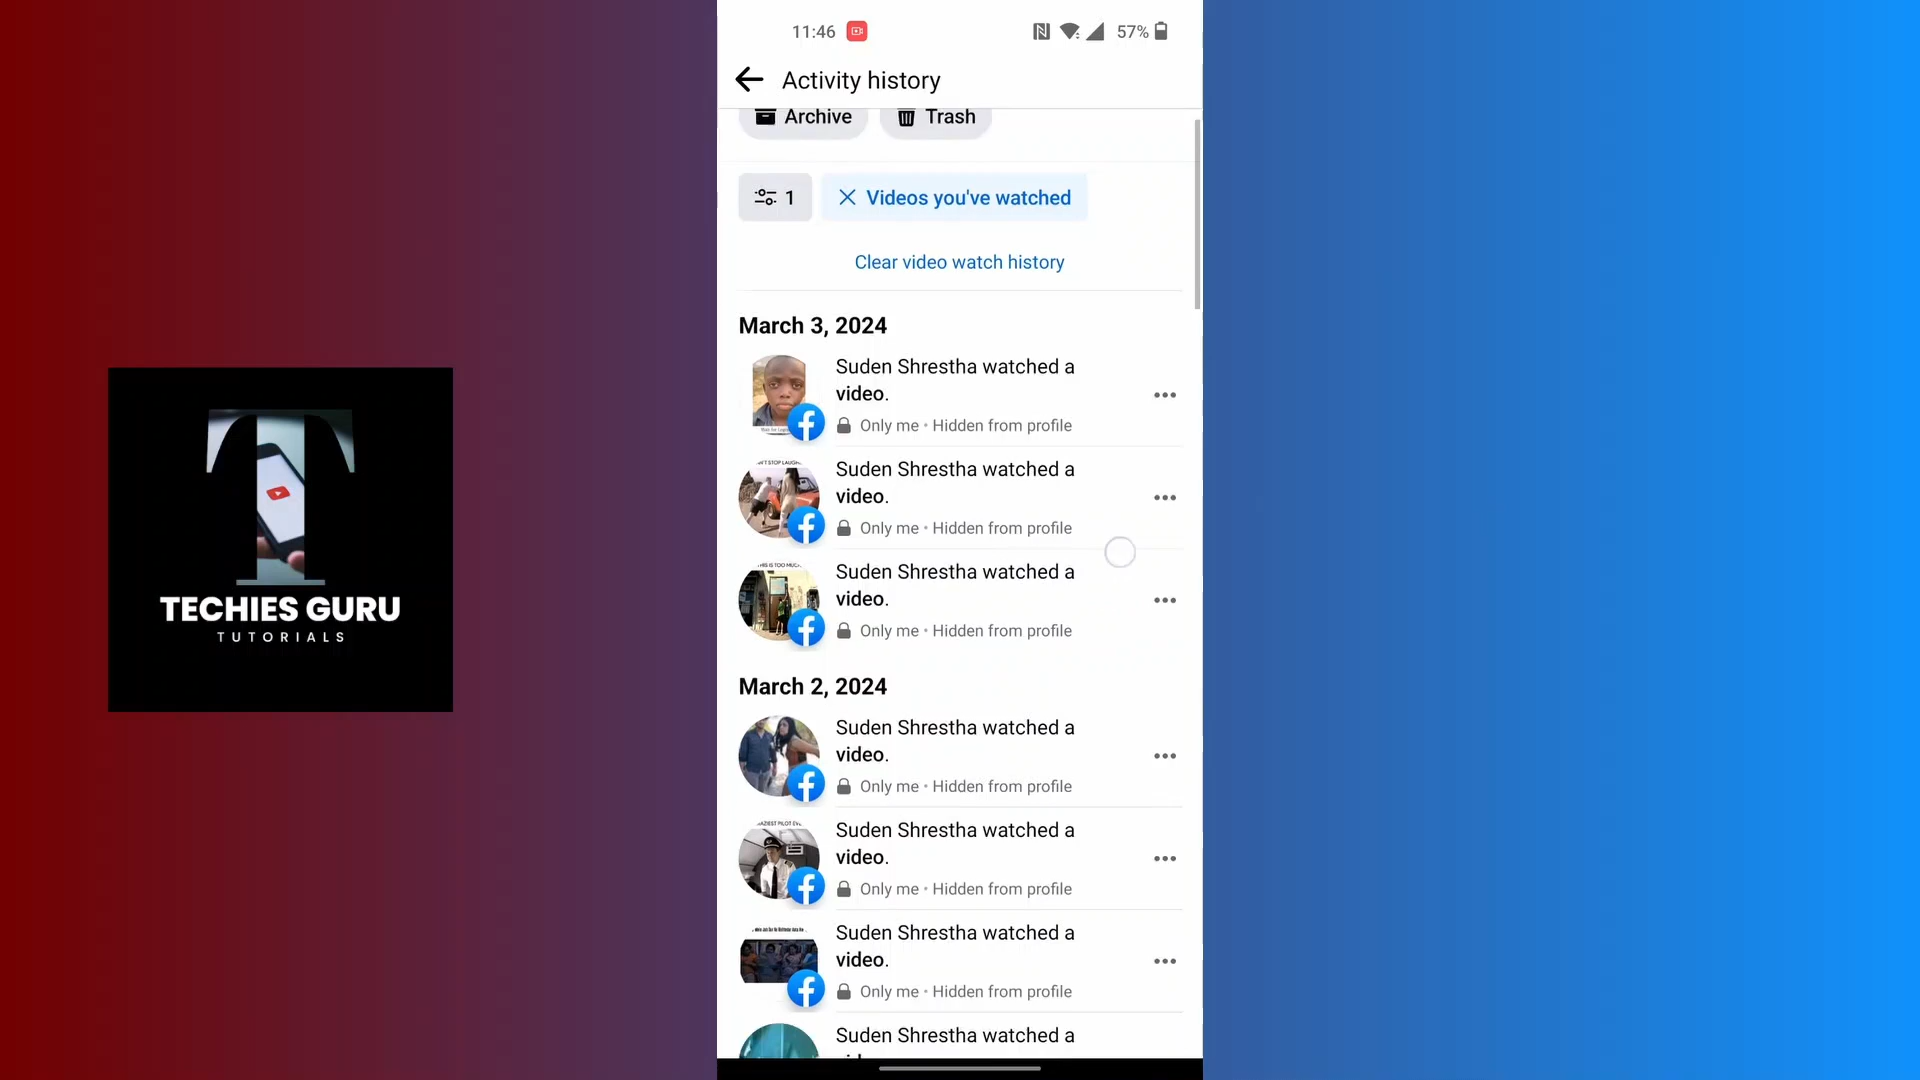 11:46
57%
Activity history
Archive
Trash
1
Videos you've watched
Clear video watch history
March 3, 2024
Suden Shrestha watched a
video.
Only me • Hidden from profile
Suden Shrestha watched a
video.
Only me • Hidden from profile
THIS IS TOO MUCH
Suden Shrestha watched a
video.
Only me • Hidden from profile
March 2, 2024
Suden Shrestha watched a
video.
Only me • Hidden from profile
Suden Shrestha watched a
video.
Only me • Hidden from profile
Suden Shrestha watched a
video.
Only me • Hidden from profile
Suden Shrestha watched a
T
TECHIES GURU
TUTORIALS